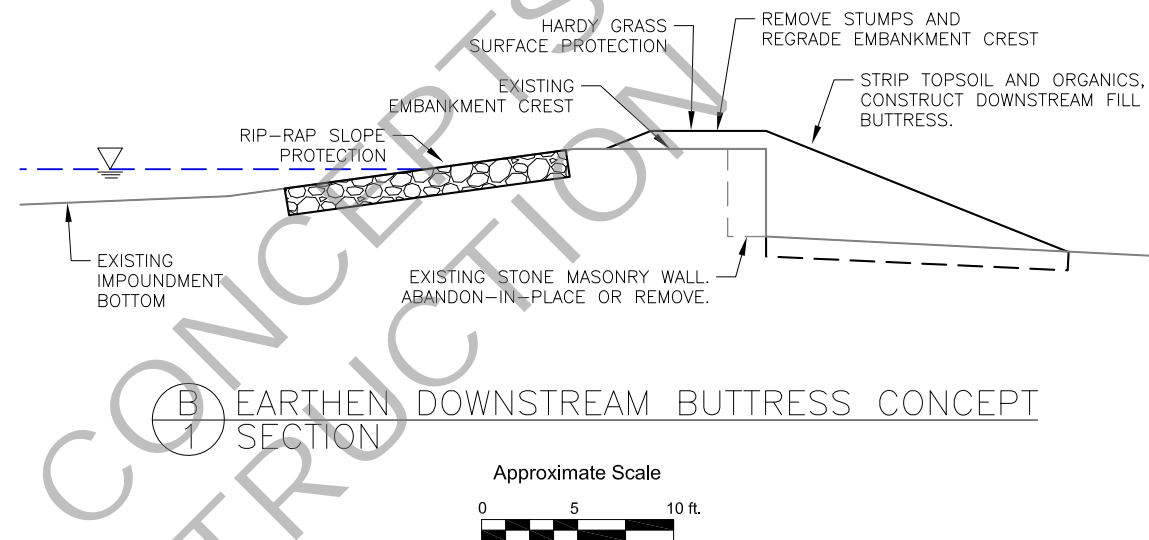 HARDY GRASS
SURFACE PROTECTION
REMOVE STUMPS AND
REGRADE EMBANKMENT CREST
EXISTING
EMBANKMENT CREST
STRIP TOPSOIL AND ORGANICS,
CONSTRUCT DOWNSTREAM FILL
BUTTRESS.
RIP-RAP SLOPE
PROTECTION
EXISTING
IMPOUNDMENT
BOTTOM
EXISTING STONE MASONRY WALL.
ABANDON-IN-PLACE OR REMOVE.
B
1
EARTHEN DOWNSTREAM BUTTRESS CONCEPT
SECTION
Approximate Scale
0 5 10 ft.
CONCEPTS